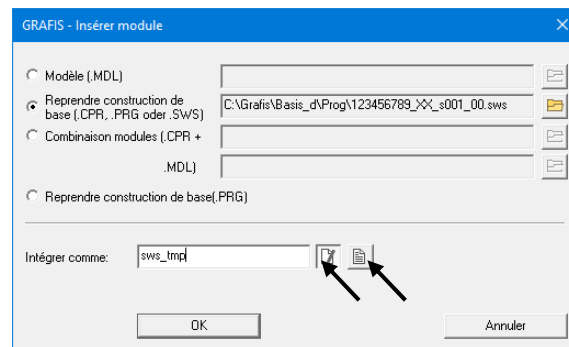 GRAFIS - Insérer module
Modèle (.MDL)
Reprendre construction de
base (.CPR, .PRG oder .SWS)
C:\Grafis\Basis_d\Prog\123456789_XX_s001_00.sws
Combinaison modules (.CPR +
.MDL)
Reprendre construction de base(.PRG)
Intégrer comme:
sws_tmp
OK
Annuler